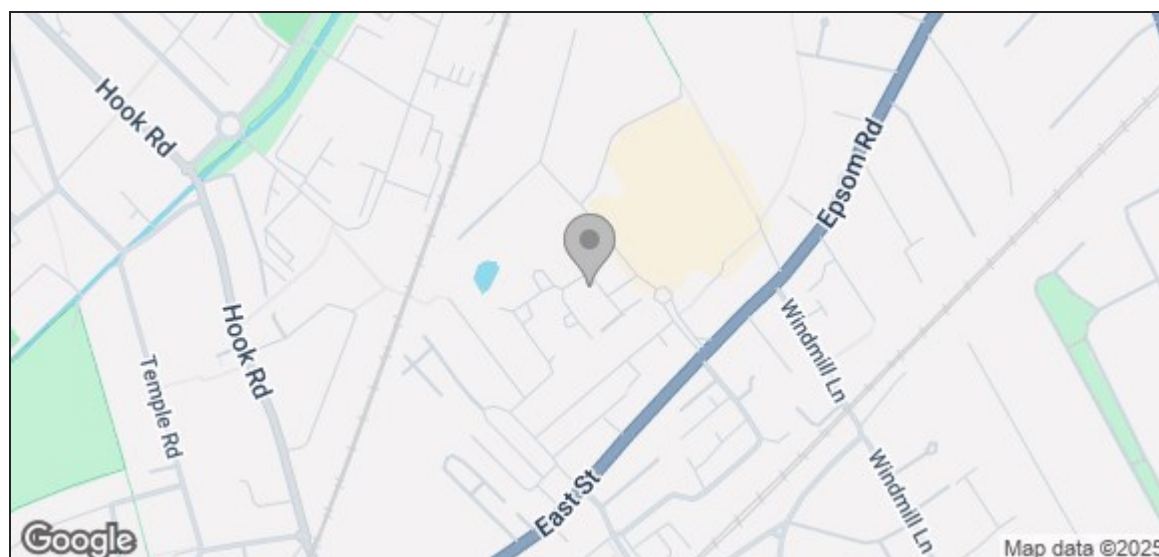 Hook Rd
Epsom Rd
Hook Rd
Windmill Ln
Temple Rd
Windmill Ln
East St
Google
Map data ©2025